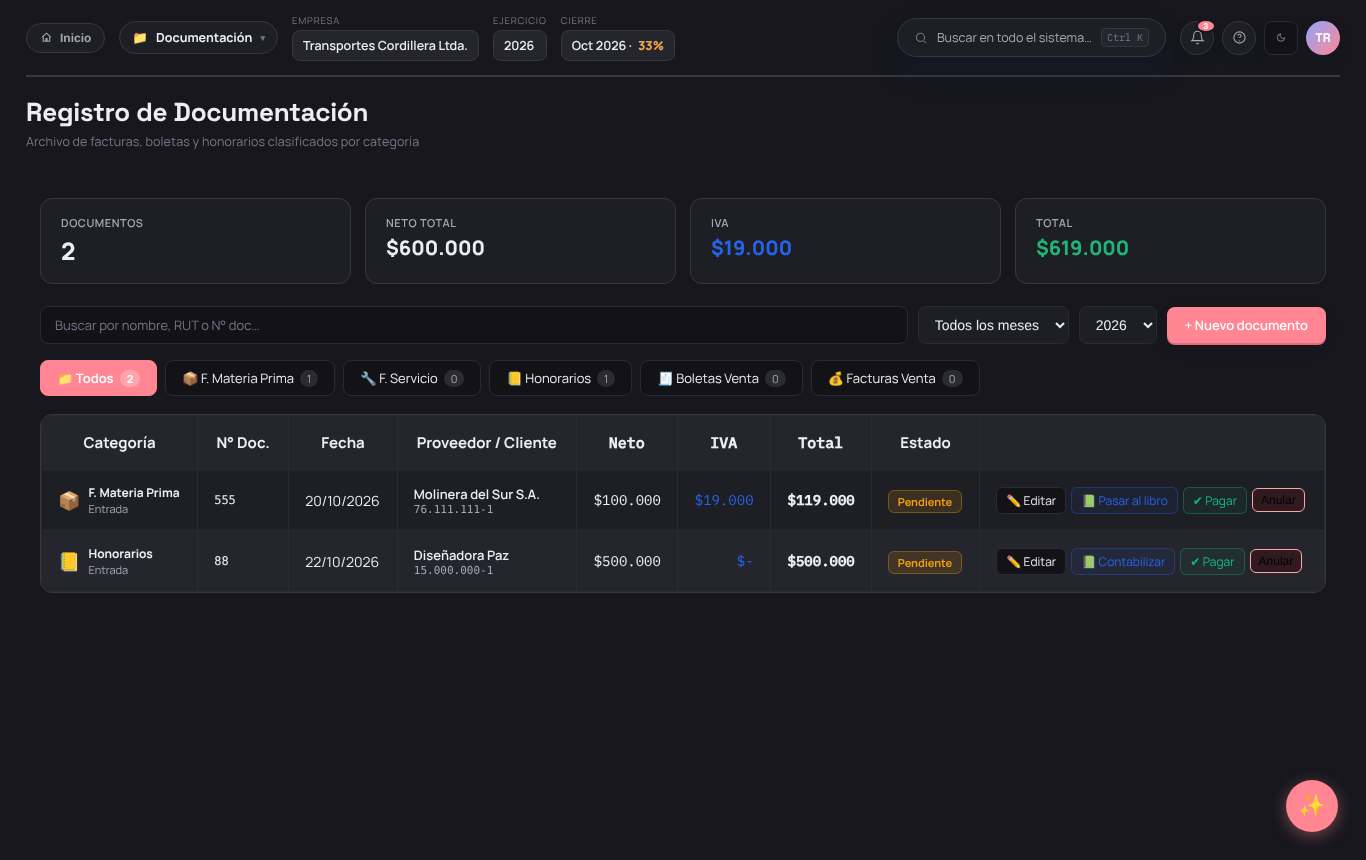 Inicio
Documentación
EMPRESA
Transportes Cordillera Ltda.
EJERCICIO
2026
CIERRE
Oct 2026 · 33%
Buscar en todo el sistema... Ctrl K
3
TR
Registro de Documentación
Archivo de facturas, boletas y honorarios clasificados por categoría
DOCUMENTOS
2
NETO TOTAL
$600.000
IVA
$19.000
TOTAL
$619.000
Buscar por nombre, RUT o N° doc...
Todos los meses
2026
+ Nuevo documento
Todos 2
F. Materia Prima 1
F. Servicio 0
Honorarios 1
Boletas Venta 0
Facturas Venta 0
Categoría N° Doc. Fecha Proveedor / Cliente Neto IVA Total Estado
F. Materia Prima
Entrada
555
20/10/2026
Molinera del Sur S.A.
76.111.111-1
$100.000
$19.000
$119.000
Pendiente
Editar
Pasar al libro
✔ Pagar
Anular
Honorarios
Entrada
88
22/10/2026
Diseñadora Paz
15.000.000-1
$500.000
$-
$500.000
Pendiente
Editar
Contabilizar
✔ Pagar
Anular